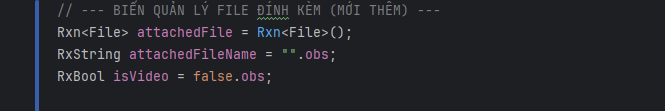 // --- BIẾN QUẢN LÝ FILE ĐÍNH KÈM (MỚI THÊM) ---
Rxn<File> attachedFile = Rxn<File>();
RxString attachedFileName = "".obs;
RxBool isVideo = false.obs;